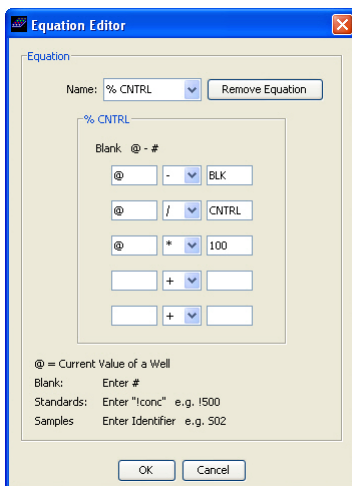 Equation Editor
Equation
Name: % CNTRL Remove Equation
% CNTRL
Blank @ - #
@ - BLK
@ / CNTRL
@ * 100
+
+
@ = Current Value of a Well
Blank: Enter #
Standards: Enter "!conc" e.g. !500
Samples Enter Identifier e.g. S02
OK Cancel